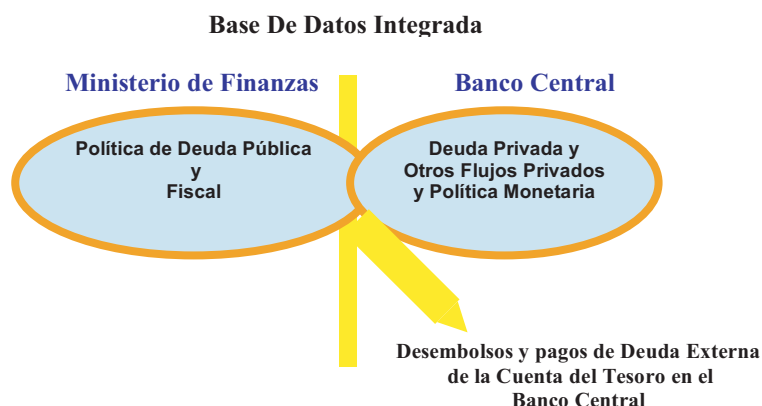 Base De Datos Integrada
Ministerio de Finanzas
Banco Central
Política de Deuda Pública
y
Fiscal
Deuda Privada y
Otros Flujos Privados
y Política Monetaria
Desembolsos y pagos de Deuda Externa
de la Cuenta del Tesoro en el
Banco Central